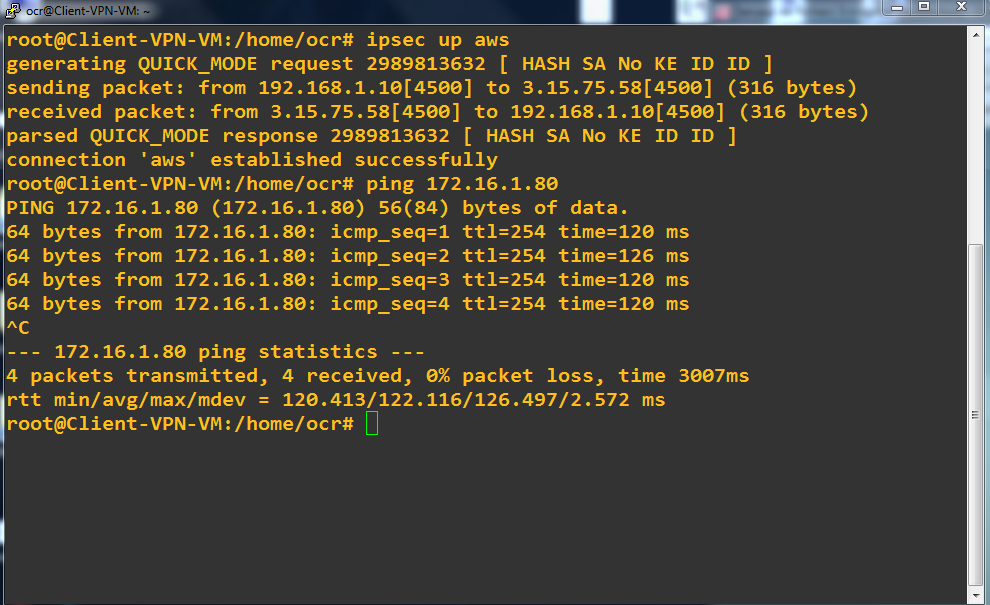 ocr@Client-VPN-VM: ~
root@Client-VPN-VM:/home/ocr# ipsec up aws
generating QUICK_MODE request 2989813632 [ HASH SA No KE ID ID ]
sending packet: from 192.168.1.10[4500] to 3.15.75.58[4500] (316 bytes)
received packet: from 3.15.75.58[4500] to 192.168.1.10[4500] (316 bytes)
parsed QUICK_MODE response 2989813632 [ HASH SA No KE ID ID ]
connection 'aws' established successfully
root@Client-VPN-VM:/home/ocr# ping 172.16.1.80
PING 172.16.1.80 (172.16.1.80) 56(84) bytes of data.
64 bytes from 172.16.1.80: icmp_seq=1 ttl=254 time=120 ms
64 bytes from 172.16.1.80: icmp_seq=2 ttl=254 time=126 ms
64 bytes from 172.16.1.80: icmp_seq=3 ttl=254 time=120 ms
64 bytes from 172.16.1.80: icmp_seq=4 ttl=254 time=120 ms
^C
--- 172.16.1.80 ping statistics ---
4 packets transmitted, 4 received, 0% packet loss, time 3007ms
rtt min/avg/max/mdev = 120.413/122.116/126.497/2.572 ms
root@Client-VPN-VM:/home/ocr#